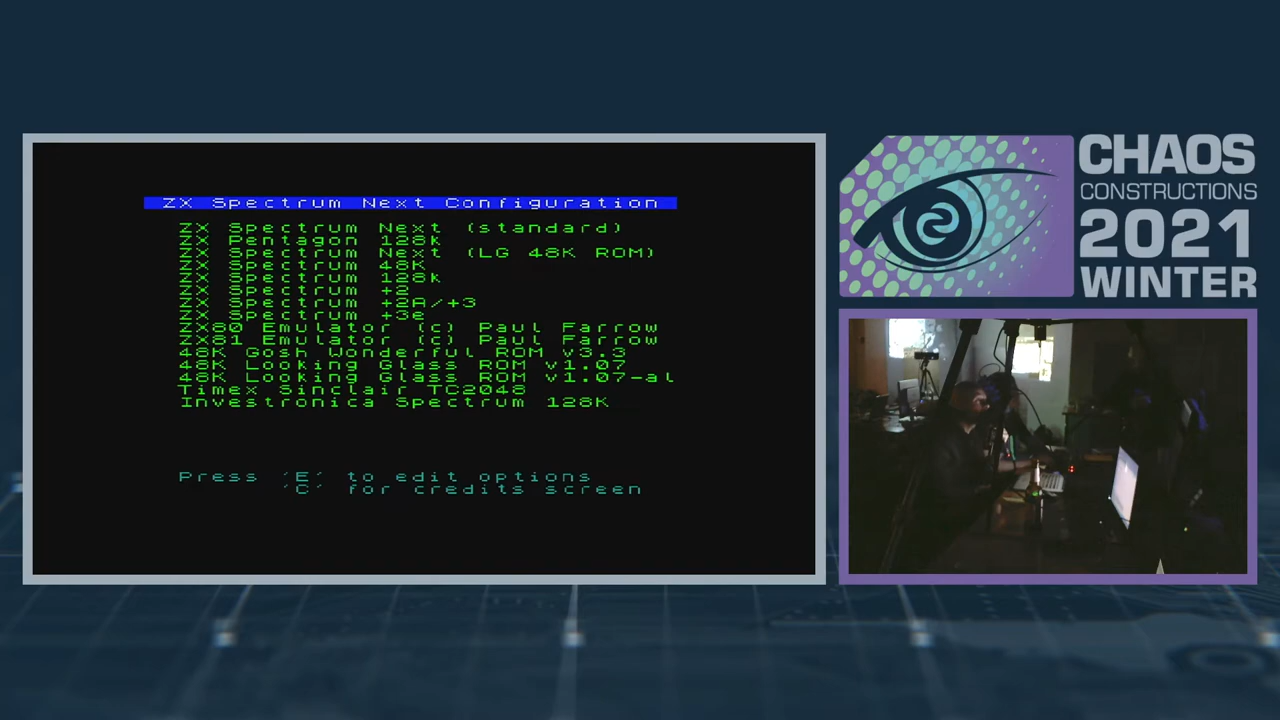 ZX Spectrum Next Configuration
ZX Spectrum Next (standard)
ZX Pentagon 128k
ZX Spectrum Next (LG 48K ROM)
ZX Spectrum 48K
ZX Spectrum 128k
ZX Spectrum +2
ZX Spectrum +2A/+3
ZX Spectrum +3e
ZX80 Emulator (c) Paul Farrow
ZX81 Emulator (c) Paul Farrow
48K Gosh Wonderful ROM v3.3
48K Looking Glass ROM v1.07
48K Looking Glass ROM v1.07-al
Timex Sinclair TC2048
Investronica Spectrum 128K
Press 'E' to edit options
'C' for credits screen
CHAOS
CONSTRUCTIONS
2021
WINTER